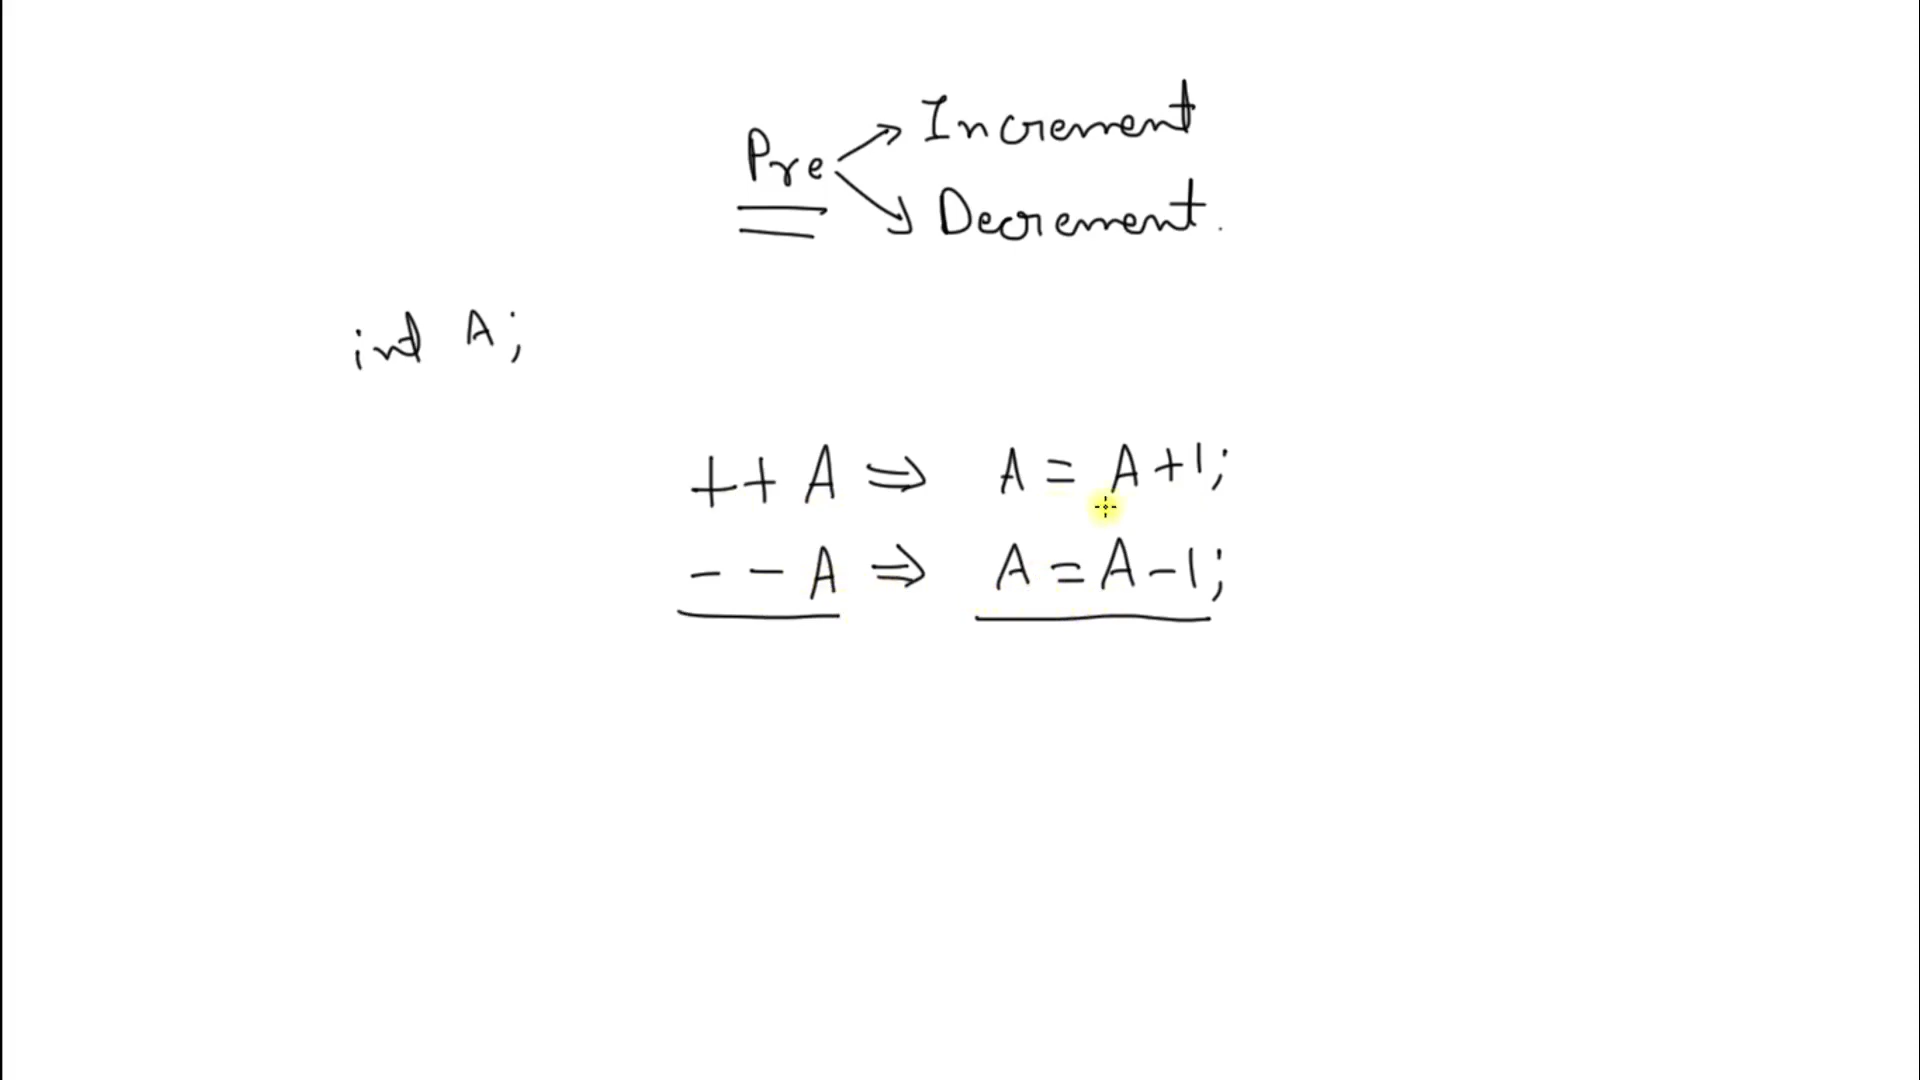 Pre → Increment
→ Decrement.
int A;
++A ⇒ A = A+1;
--A ⇒ A = A-1;